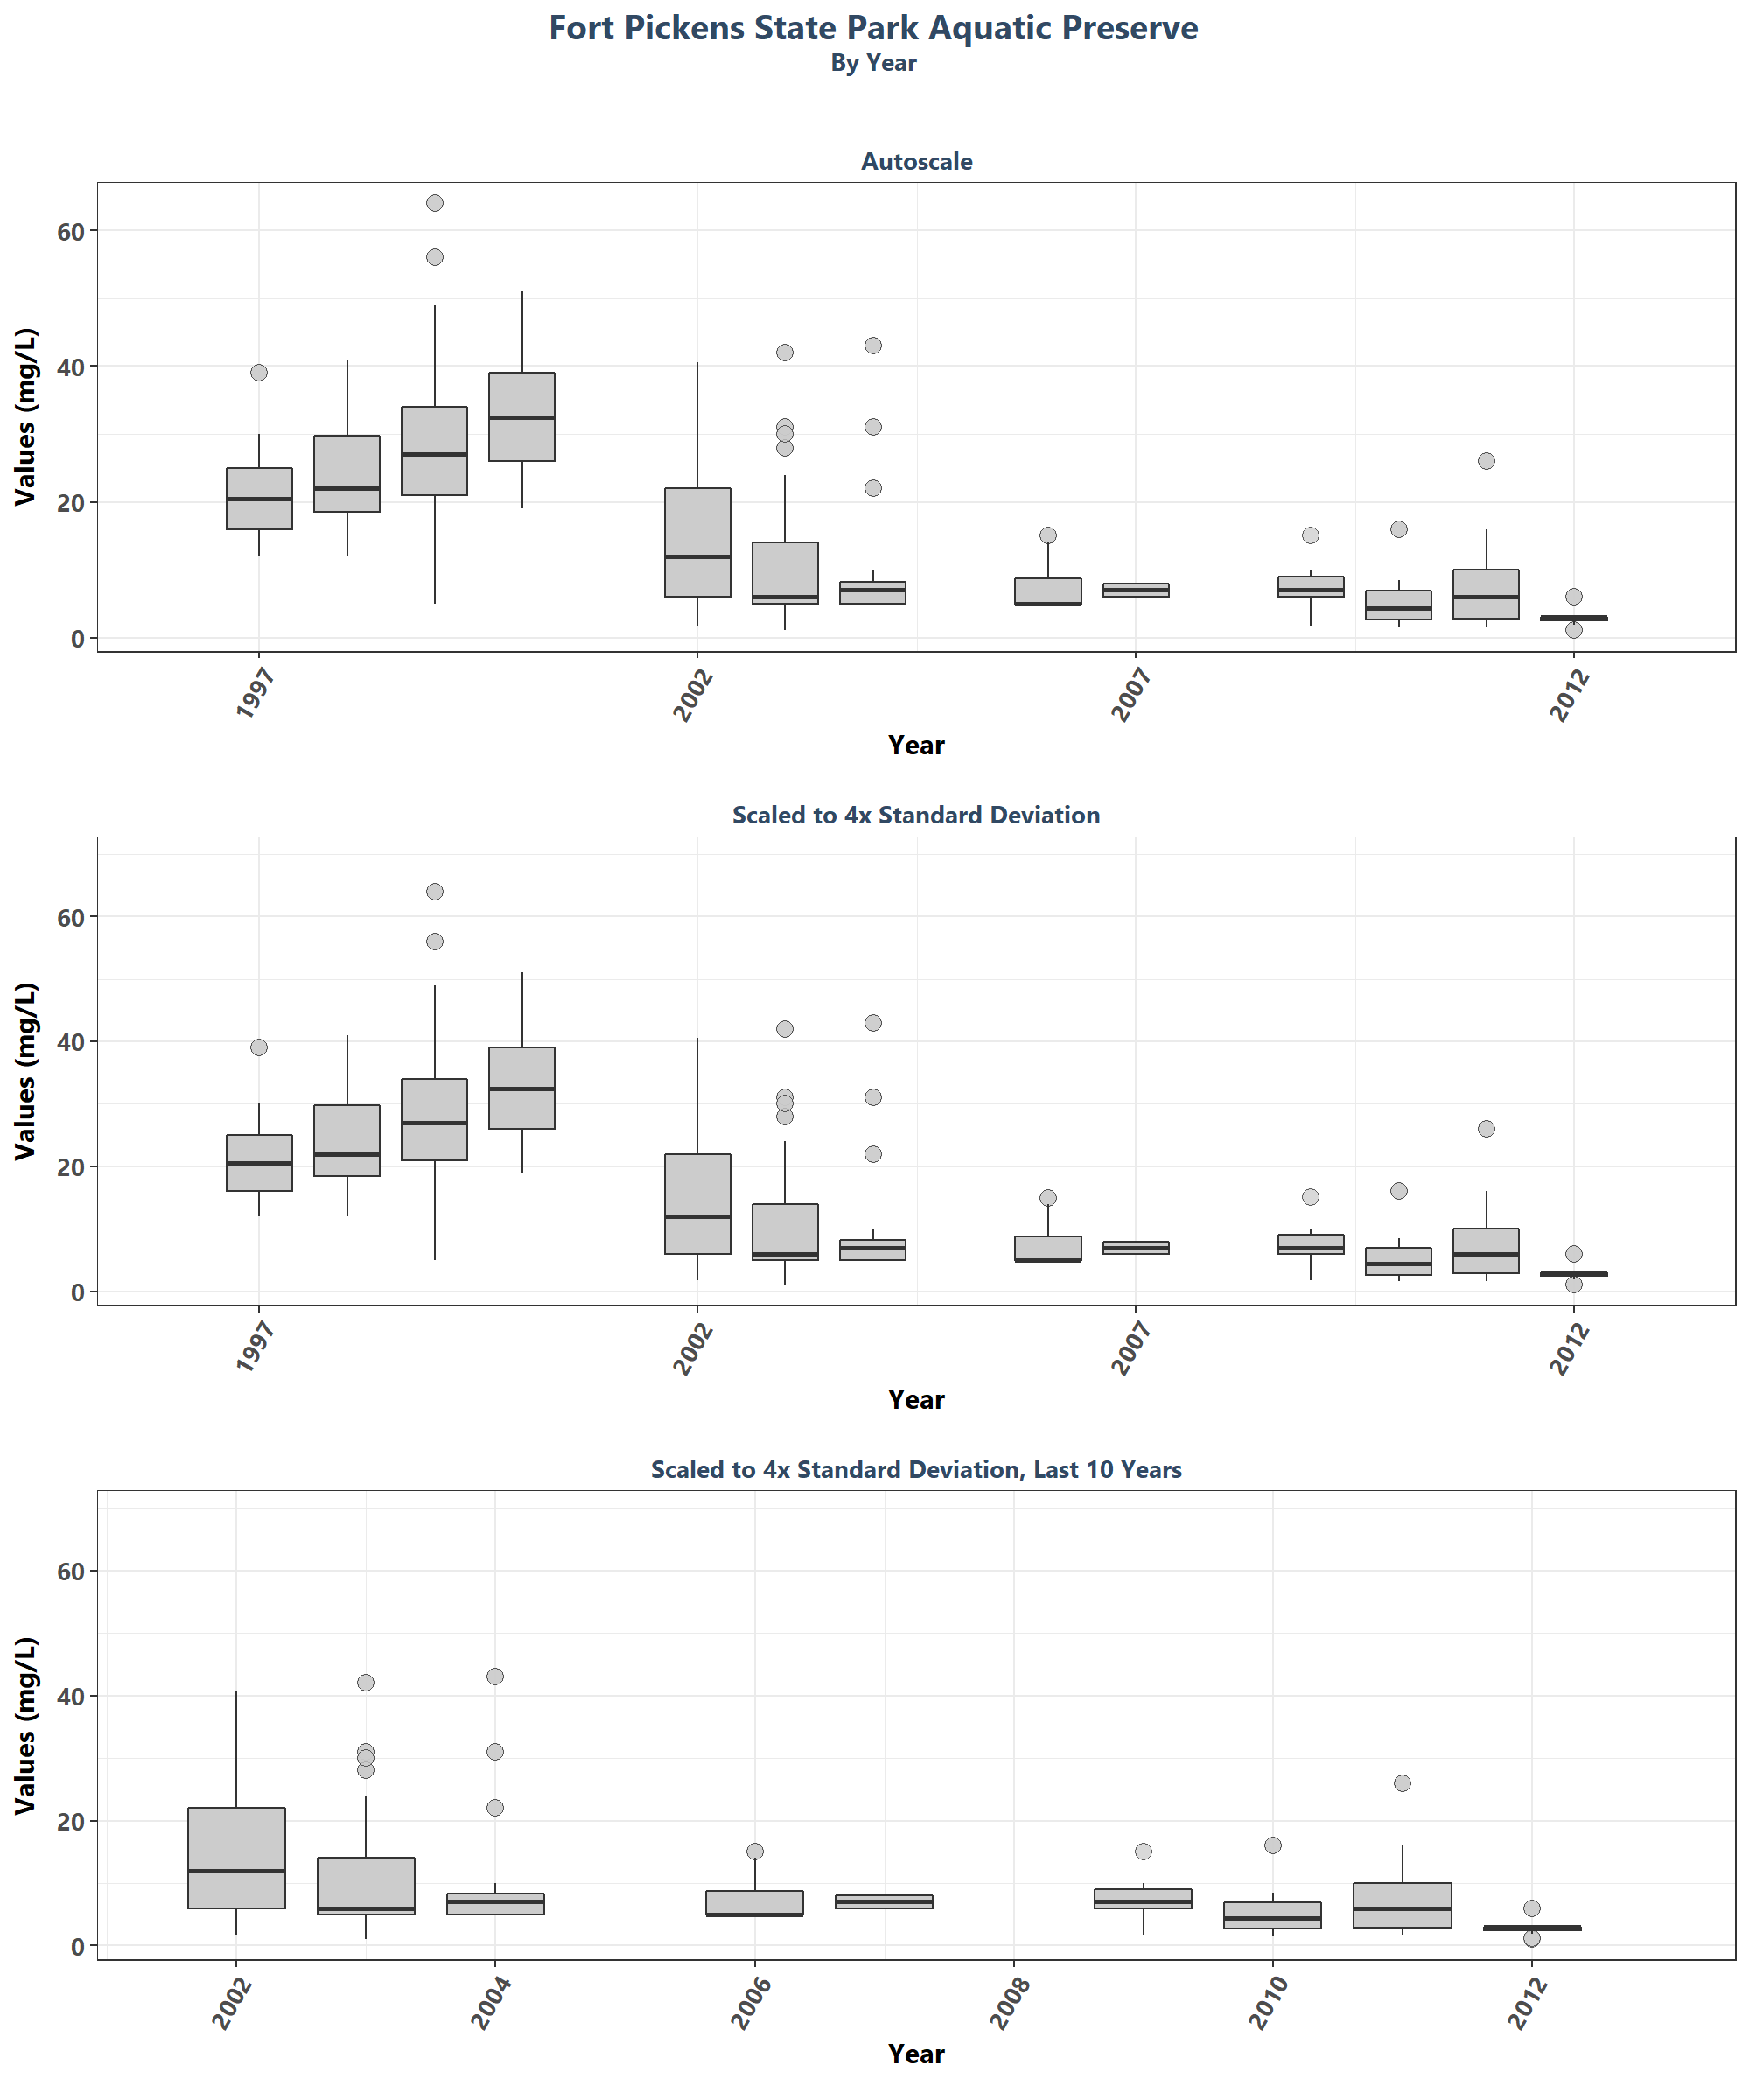 Fort Pickens State Park Aquatic Preserve
By Year
Autoscale
Values (mg/L)
60
40
20
0
1997
2002
2007
2012
Year
Scaled to 4x Standard Deviation
Values (mg/L)
60
40
20
0
1997
2002
2007
2012
Year
Scaled to 4x Standard Deviation, Last 10 Years
Values (mg/L)
60
40
20
0
2002
2004
2006
2008
2010
2012
Year